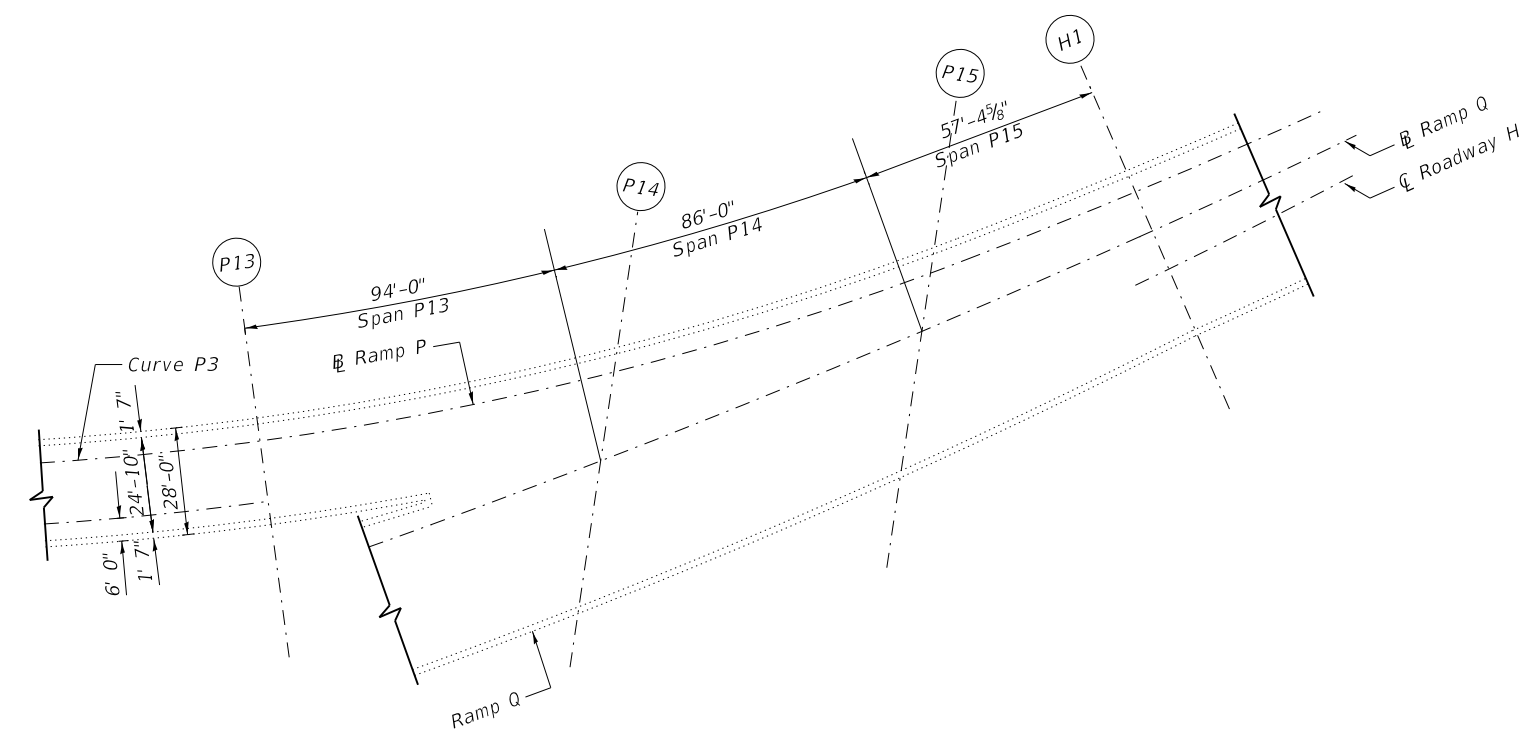 H1
P15
57'-4⅝"
Span P15
℄ Ramp Q
℄ Roadway H
P14
86'-0"
Span P14
P13
94'-0"
Span P13
℄ Ramp P
Curve P3
1' 7"
24'-10"
28'-0"
6' 0"
1' 7"
Ramp Q